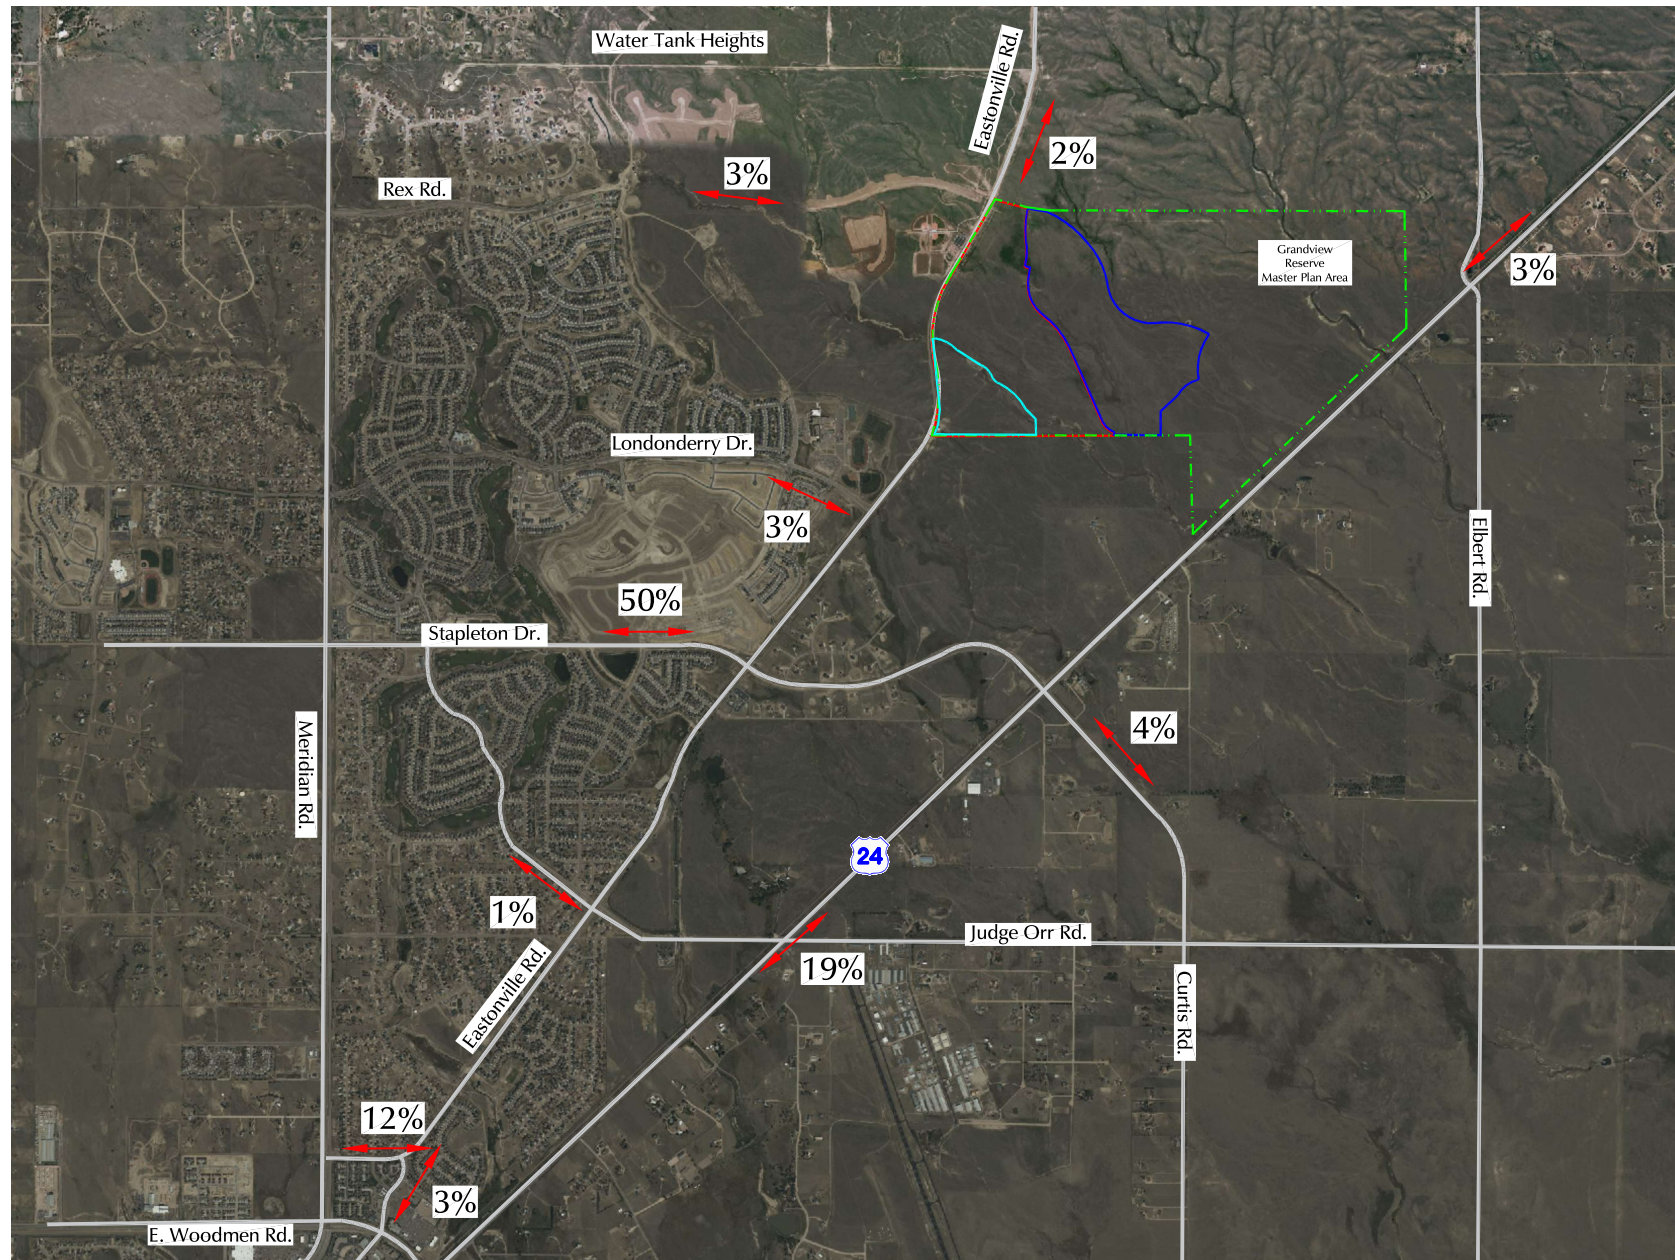 Water Tank Heights
Eastonville Rd.
2%
3%
Rex Rd.
Grandview
Reserve
Master Plan Area
3%
Londonderry Dr.
3%
Elbert Rd.
50%
Stapleton Dr.
Meridian Rd.
4%
24
1%
Judge Orr Rd.
19%
Eastonville Rd.
Curtis Rd.
12%
3%
E. Woodmen Rd.